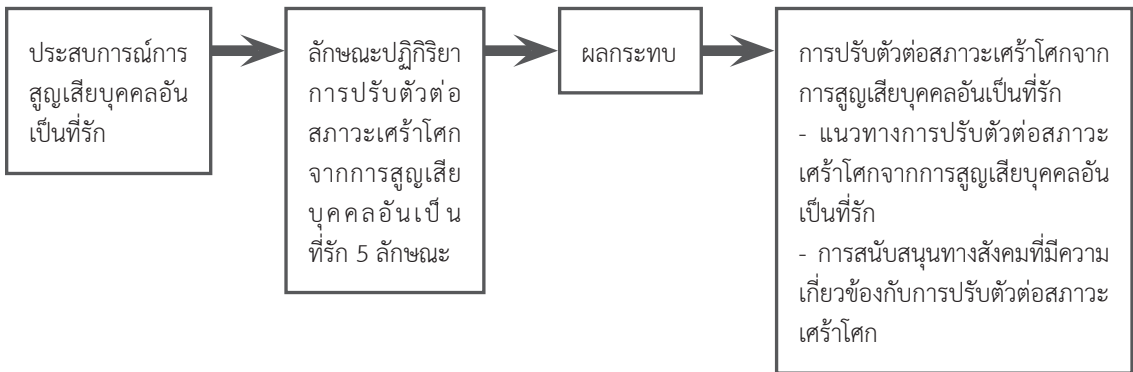 ประสบการณ์การ
สูญเสียบุคคลอัน
เป็นที่รัก
ลักษณะปฏิกิริยา
การปรับตัวต่อ
สภาวะเศร้าโศก
จากการสูญเสีย
บุคคลอันเป็น
ที่รัก 5 ลักษณะ
ผลกระทบ
การปรับตัวต่อสภาวะเศร้าโศกจาก
การสูญเสียบุคคลอันเป็นที่รัก
- แนวทางการปรับตัวต่อสภาวะ
เศร้าโศกจากการสูญเสียบุคคลอัน
เป็นที่รัก
- การสนับสนุนทางสังคมที่มีความ
เกี่ยวข้องกับการปรับตัวต่อสภาวะ
เศร้าโศก